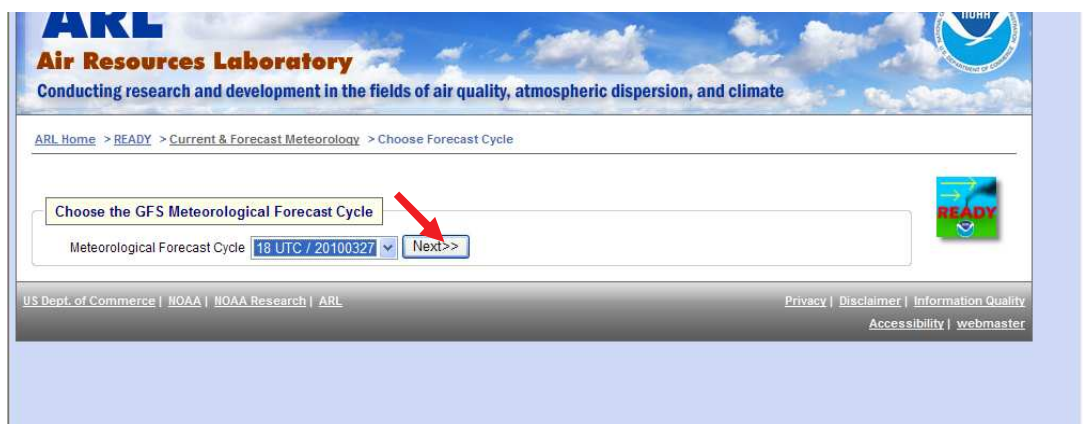 ARL
NOAA
Air Resources Laboratory
Conducting research and development in the fields of air quality, atmospheric dispersion, and climate
ARL Home > READY > Current & Forecast Meteorology > Choose Forecast Cycle
READY
Choose the GFS Meteorological Forecast Cycle
Meteorological Forecast Cycle 18 UTC / 20100327 Next>>
US Dept. of Commerce | NOAA | NOAA Research | ARL
Privacy | Disclaimer | Information Quality
Accessibility | webmaster